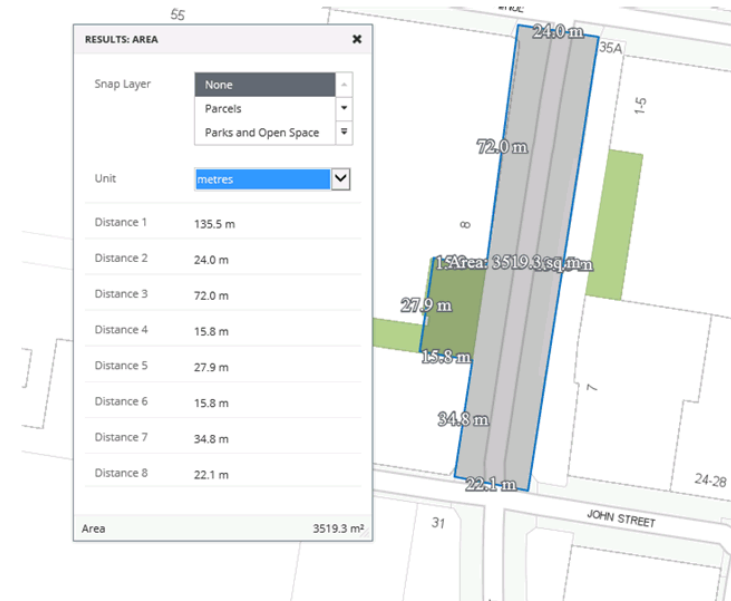 55
RESULTS: AREA
Snap Layer
None
Parcels
Parks and Open Space
Unit
metres
Distance 1 135.5 m
Distance 2 24.0 m
Distance 3 72.0 m
Distance 4 15.8 m
Distance 5 27.9 m
Distance 6 15.8 m
Distance 7 34.8 m
Distance 8 22.1 m
Area 3519.3 m²
24.0 m
35A
1-5
72.0 m
8
Area: 3519.3 sq m
27.9 m
15.8 m
34.8 m
7
22.1 m
24-28
JOHN STREET
31